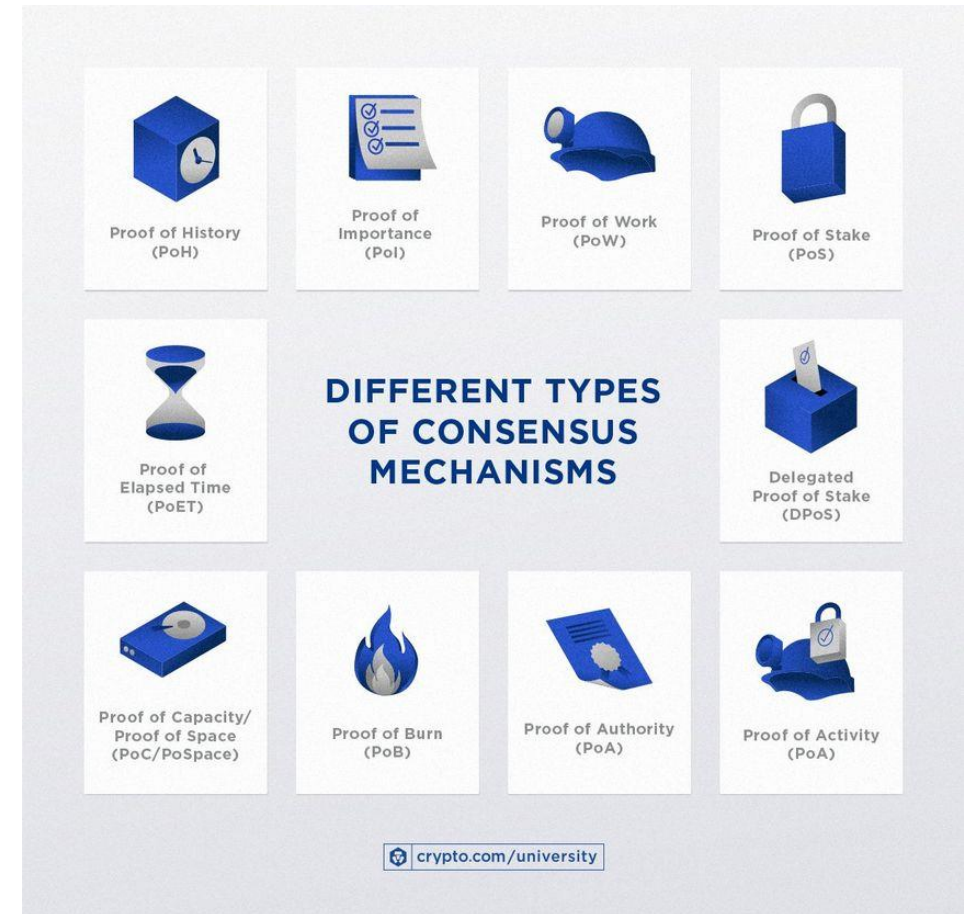 Proof of History
(PoH)
Proof of
Importance
(PoI)
Proof of Work
(PoW)
Proof of Stake
(PoS)
Proof of
Elapsed Time
(PoET)
DIFFERENT TYPES
OF CONSENSUS
MECHANISMS
Delegated
Proof of Stake
(DPoS)
Proof of Capacity/
Proof of Space
(PoC/PoSpace)
Proof of Burn
(PoB)
Proof of Authority
(PoA)
Proof of Activity
(PoA)
crypto.com/university